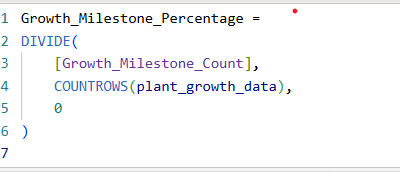 1 Growth_Milestone_Percentage =
2 DIVIDE(
3 [Growth_Milestone_Count],
4 COUNTROWS(plant_growth_data),
5 0
6 )
7